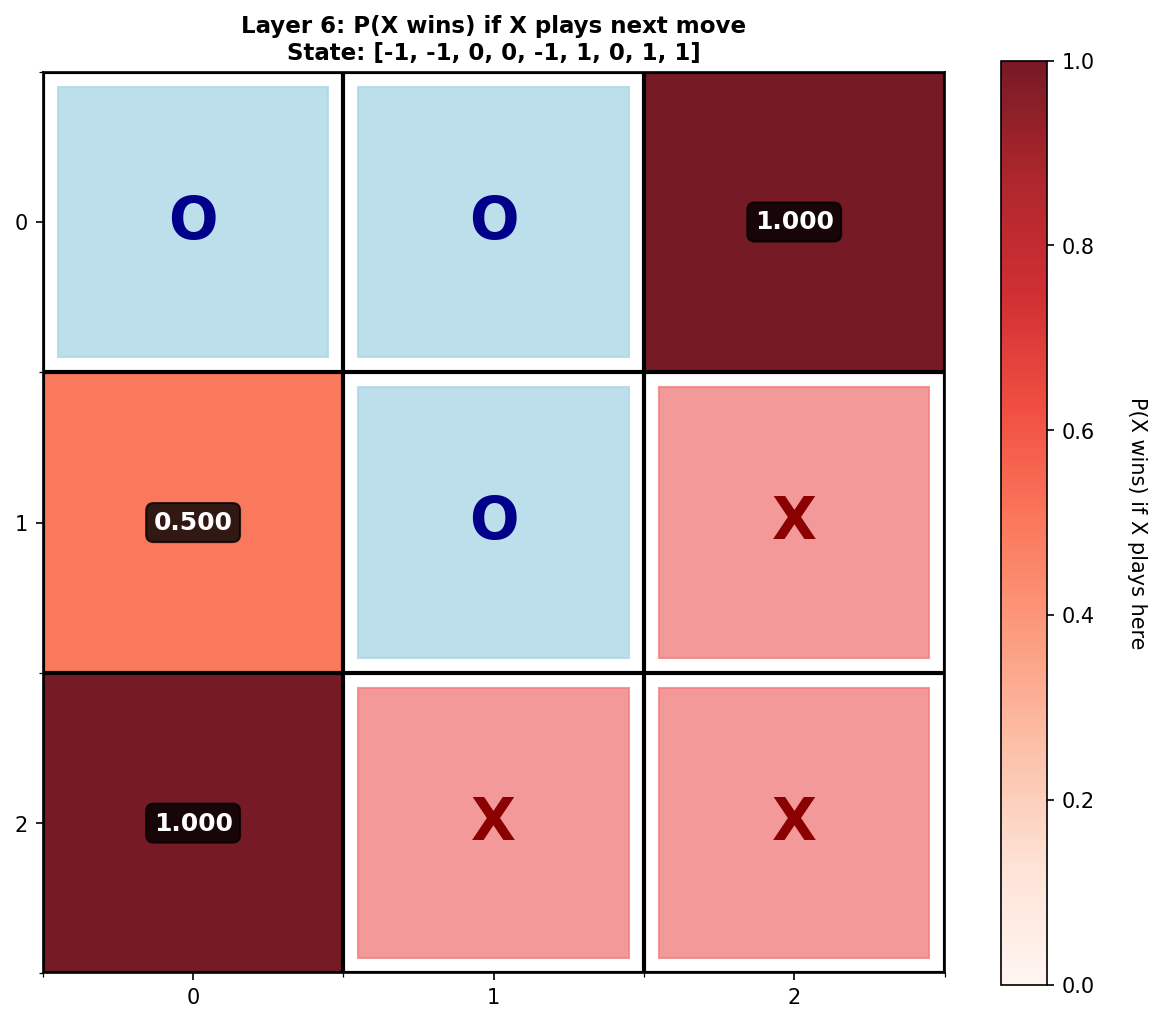 Layer 6: P(X wins) if X plays next move
State: [-1, -1, 0, 0, -1, 1, 0, 1, 1]
0
O
O
1.000
1
0.500
O
X
2
1.000
X
X
0
1
2
1.0
0.8
0.6
0.4
0.2
0.0
P(X wins) if X plays here